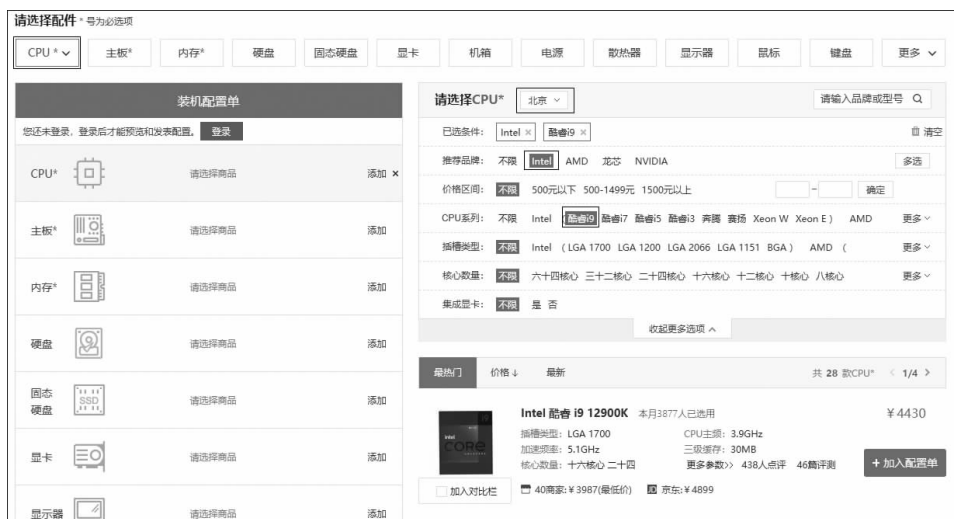 请选择配件 * 号为必选项
CPU * 主板* 内存* 硬盘 固态硬盘 显卡 机箱 电源 散热器 显示器 鼠标 键盘 更多
装机配置单
您还未登录，登录后才能预览和发表配置。 登录
CPU* 请选择商品 添加 ×
主板* 请选择商品 添加
内存* 请选择商品 添加
硬盘 请选择商品 添加
固态
硬盘 SSD 请选择商品 添加
显卡 请选择商品 添加
显示器 请选择商品 添加
请选择CPU* 北京 请输入品牌或型号
已选条件： Intel × 酷睿i9 × 清空
推荐品牌： 不限 Intel AMD 龙芯 NVIDIA 多选
价格区间： 不限 500元以下 500-1499元 1500元以上 - 确定
CPU系列： 不限 Intel （酷睿i9 酷睿i7 酷睿i5 酷睿i3 奔腾 赛扬 Xeon W Xeon E ） AMD 更多
插槽类型： 不限 Intel （ LGA 1700 LGA 1200 LGA 2066 LGA 1151 BGA ） AMD （ 更多
核心数量： 不限 六十四核心 三十二核心 二十四核心 十六核心 十二核心 十核心 八核心 更多
集成显卡： 不限 是 否
收起更多选项
最热门 价格↓ 最新 共 28 款CPU* < 1/4 >
intel CORE
Intel 酷睿 i9 12900K 本月3877人已选用 ¥4430
插槽类型：LGA 1700 CPU主频：3.9GHz
加速频率：5.1GHz 三级缓存：30MB
核心数量：十六核心 二十四 更多参数>> 438人点评 46篇评测 + 加入配置单
加入对比栏 40商家:¥3987(最低价) 京东:¥4899